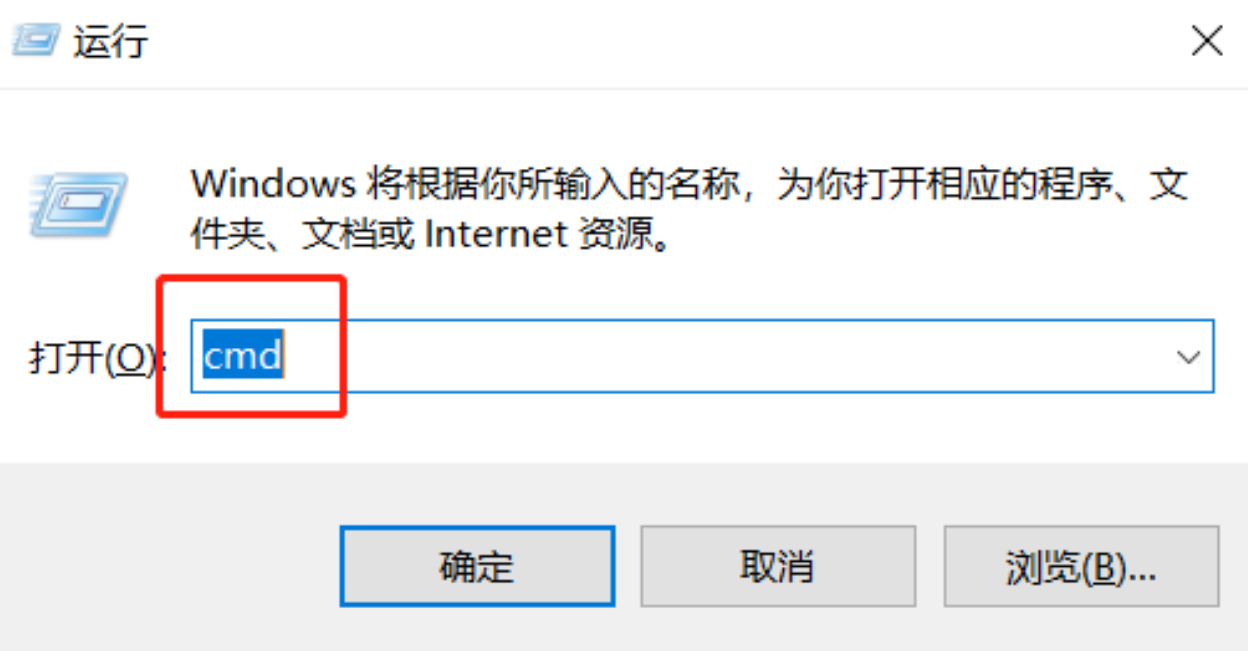 运行
Windows 将根据你所输入的名称，为你打开相应的程序、文
件夹、文档或 Internet 资源。
打开(O): cmd
确定 取消 浏览(B)...